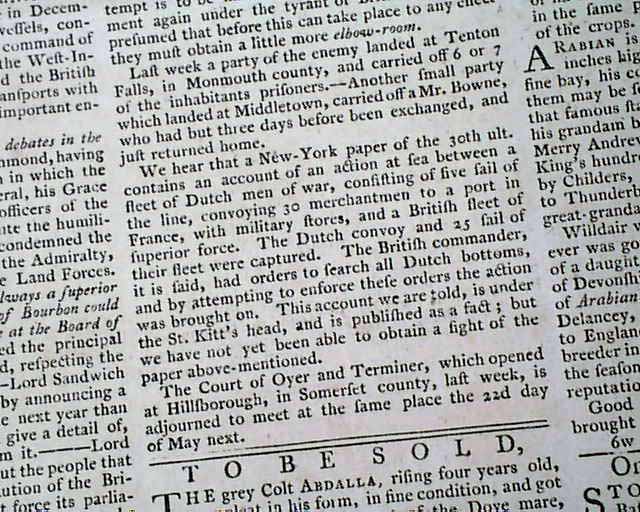 in Decem-
veſſels, con-
command of
the Weſt-In-
d the Britiſh
anſports with
important en-
debates in the
hmond, having
n in which the
eral, his Grace
officers of the
ute the humili-
condemned the
the Admiralty,
e Land Forces.
lways a ſuperior
of Bourbon could
e at the Board of
ed the principal
d, reſpecting the
—Lord Sandwich
by announcing a
e next year than
give a detail of,
m it.——Lord
ut the people that
ution of the Bri-
t force its parlia-
tempt is to be
ment again under the tyrant of
preſumed that before this can take place to any
they muſt obtain a little more elbow-room.
Laſt week a party of the enemy landed at Tenton
Falls, in Monmouth county, and carried off 6 or 7
of the inhabitants priſoners.—Another ſmall party
which landed at Middletown, carried off a Mr. Bowne,
who had but three days before been exchanged, and
juſt returned home.
We hear that a New-York paper of the 30th ult.
contains an account of an action at ſea between a
fleet of Dutch men of war, conſiſting of five ſail of
the line, convoying 30 merchantmen to a port in
France, with military ſtores, and a Britiſh fleet of
ſuperior force. The Dutch convoy and 25 ſail of
their fleet were captured. The Britiſh commander,
it is ſaid, had orders to ſearch all Dutch bottoms,
and by attempting to enforce theſe orders the action
was brought on. This account we are told, is under
the St. Kitt's head, and is publiſhed as a fact; but
we have not yet been able to obtain a ſight of the
paper above-mentioned.
The Court of Oyer and Terminer, which opened
at Hillſborough, in Somerſet county, laſt week, is
adjourned to meet at the ſame place the 22d day
of May next.
TO BE SOLD,
THE grey Colt ABDALLA, riſing four years old,
in his form, in fine condition, and got
of the Dove mare,
in the ſame
of the crops.
ARABIAN is
inches hig
fine bay, his c
them may be ſ
that famous ſt
his grandam b
Merry Andre
King's hundr
by Childers,
to Thunderb
great-granda
Wildair
ever was go
of a daught
of Devonſh
of Arabian
Delancey,
to England
breeder in
the ſeaſon
reputatio
Good
brought
6w